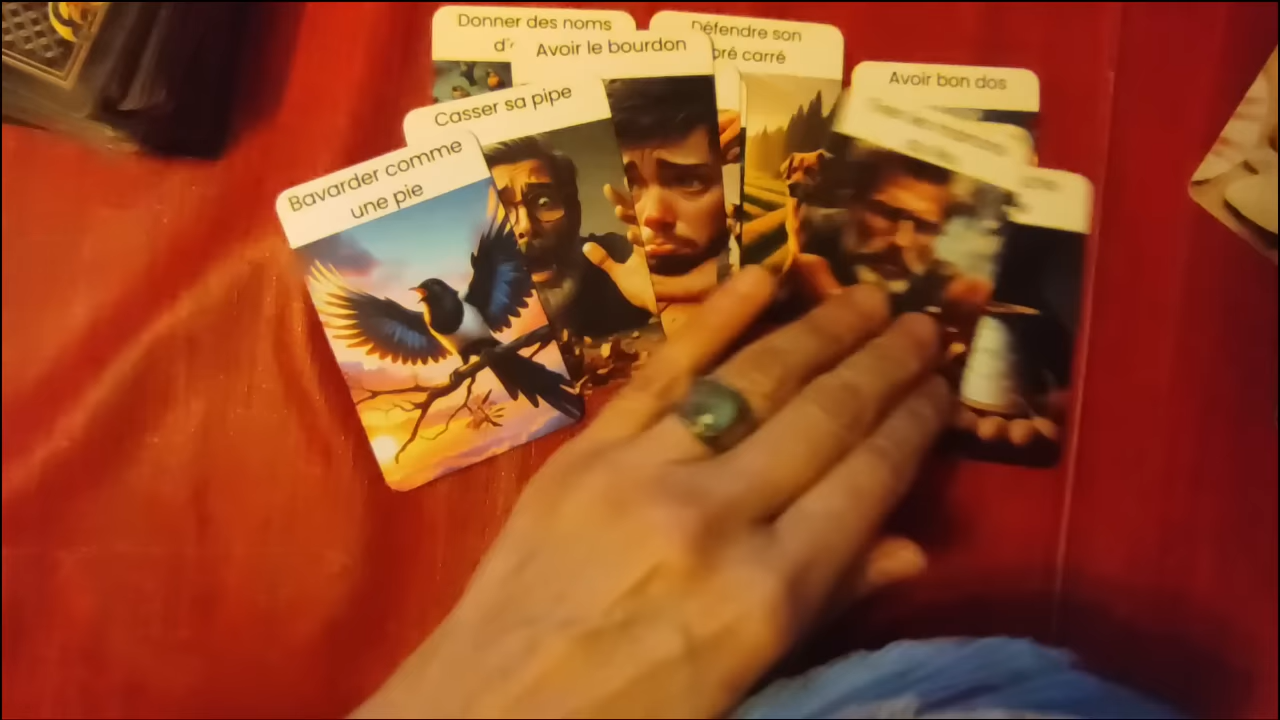 Donner des noms
Défendre son
pré carré
Avoir le bourdon
Avoir bon dos
Casser sa pipe
Bavarder comme
une pie